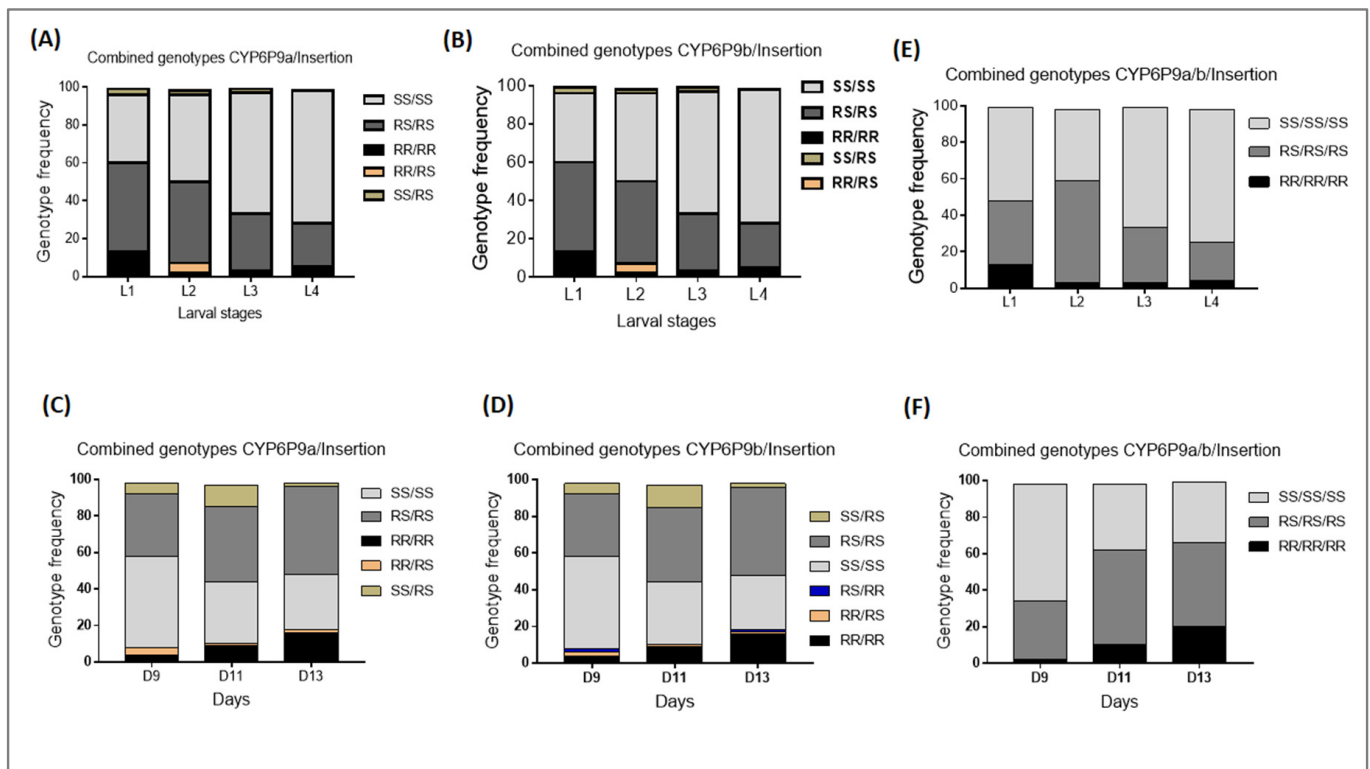 (A)
Combined genotypes CYP6P9a/Insertion
Genotype frequency
100
80
60
40
20
0
L1 L2 L3 L4
Larval stages
SS/SS
RS/RS
RR/RR
RR/RS
SS/RS
(B)
Combined genotypes CYP6P9b/Insertion
Genotype frequency
100
80
60
40
20
0
L1 L2 L3 L4
Larval stages
SS/SS
RS/RS
RR/RR
SS/RS
RR/RS
(E)
Combined genotypes CYP6P9a/b/Insertion
Genotype frequency
100
80
60
40
20
0
L1 L2 L3 L4
SS/SS/SS
RS/RS/RS
RR/RR/RR
(C)
Combined genotypes CYP6P9a/Insertion
Genotype frequency
100
80
60
40
20
0
D9 D11 D13
Days
SS/SS
RS/RS
RR/RR
RR/RS
SS/RS
(D)
Combined genotypes CYP6P9b/Insertion
Genotype frequency
100
80
60
40
20
0
D9 D11 D13
Days
SS/RS
RS/RS
SS/SS
RS/RR
RR/RS
RR/RR
(F)
Combined genotypes CYP6P9a/b/Insertion
Genotype frequency
100
80
60
40
20
0
D9 D11 D13
Days
SS/SS/SS
RS/RS/RS
RR/RR/RR